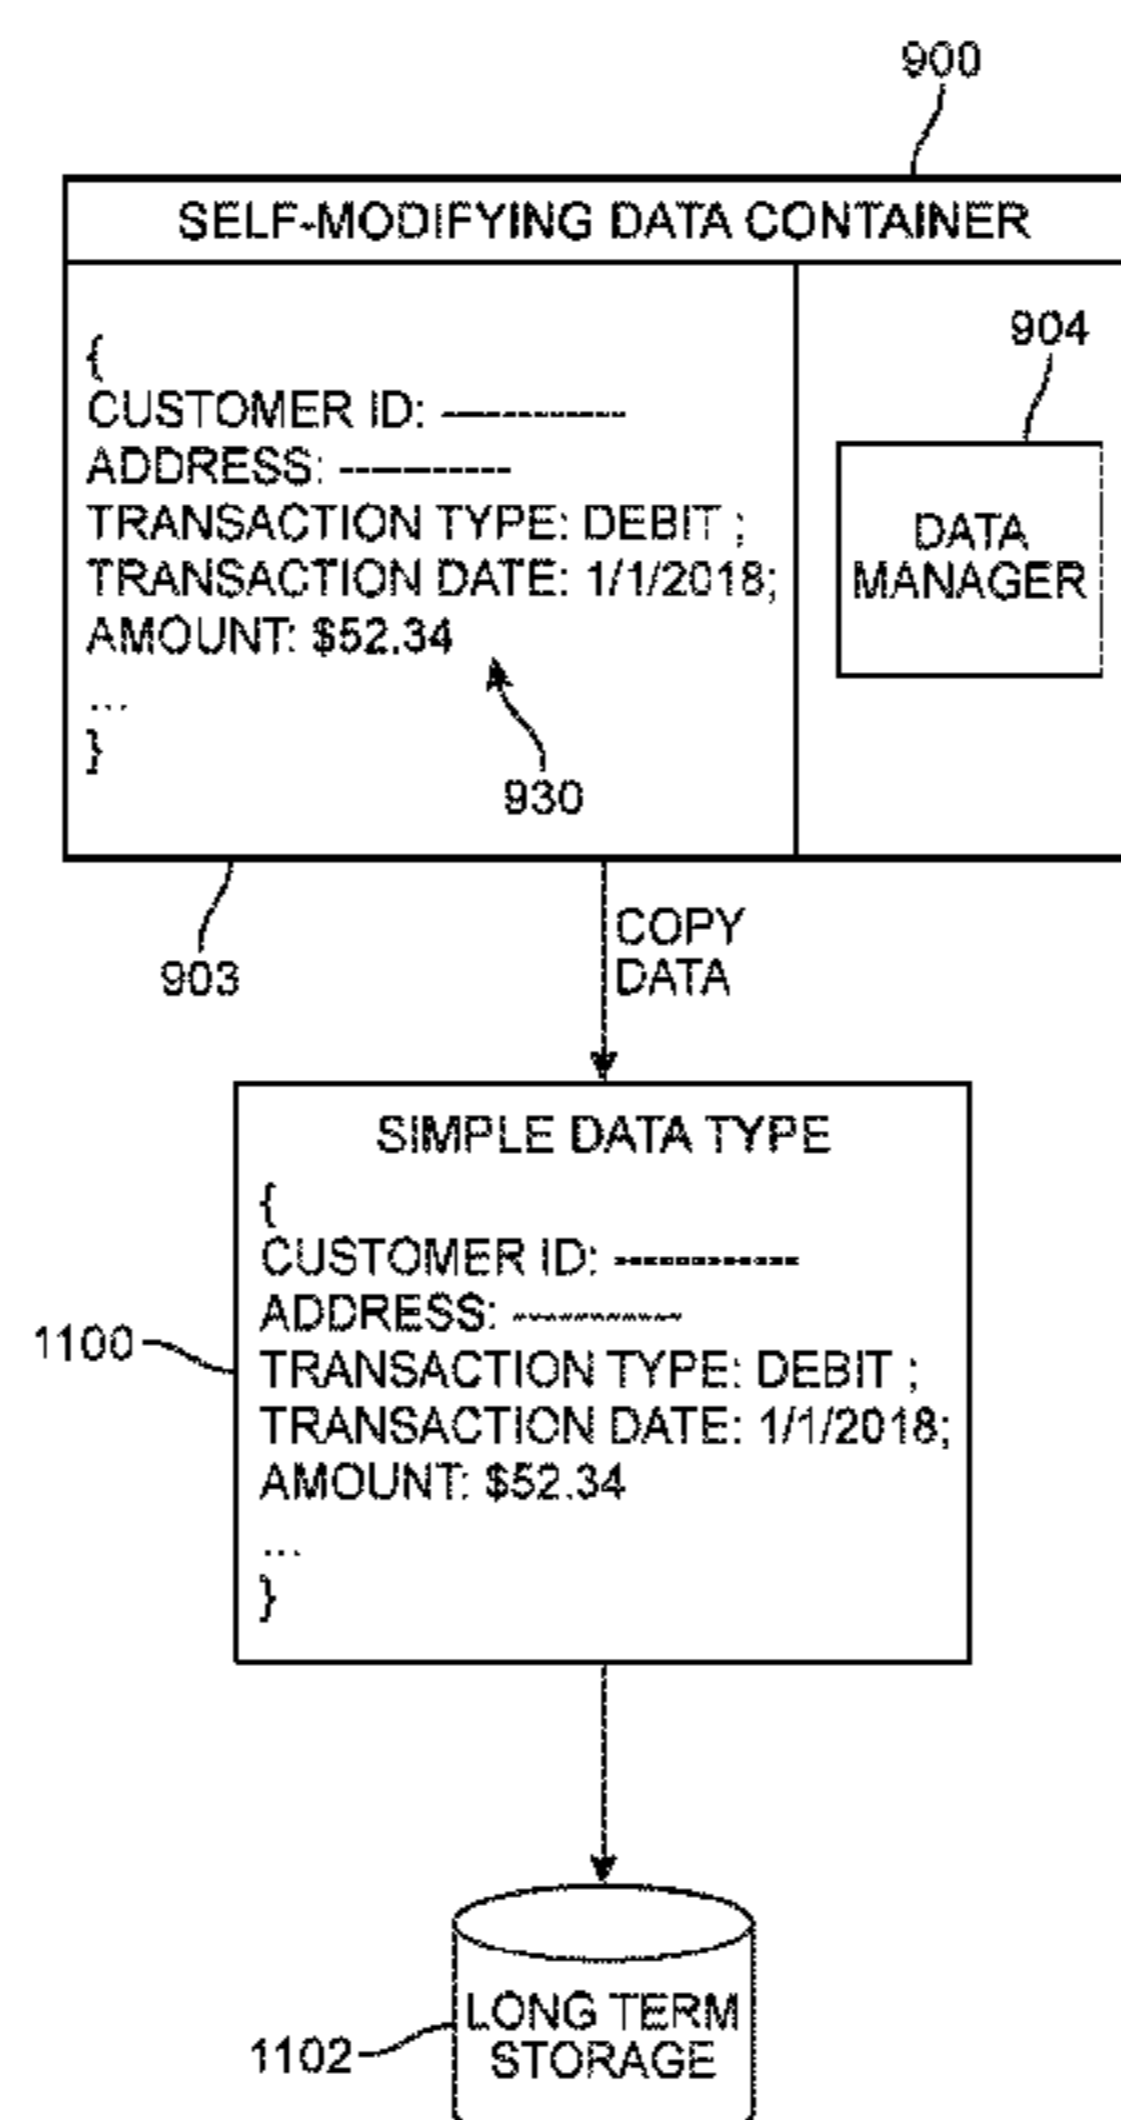 900
SELF-MODIFYING DATA CONTAINER
{
CUSTOMER ID: ------------
ADDRESS: -----------
TRANSACTION TYPE: DEBIT ;
TRANSACTION DATE: 1/1/2018;
AMOUNT: $52.34
...
}
930
904
DATA
MANAGER
903
COPY
DATA
SIMPLE DATA TYPE
{
CUSTOMER ID: ------------
ADDRESS: -----------
TRANSACTION TYPE: DEBIT ;
TRANSACTION DATE: 1/1/2018;
AMOUNT: $52.34
...
}
1100
LONG TERM
STORAGE
1102